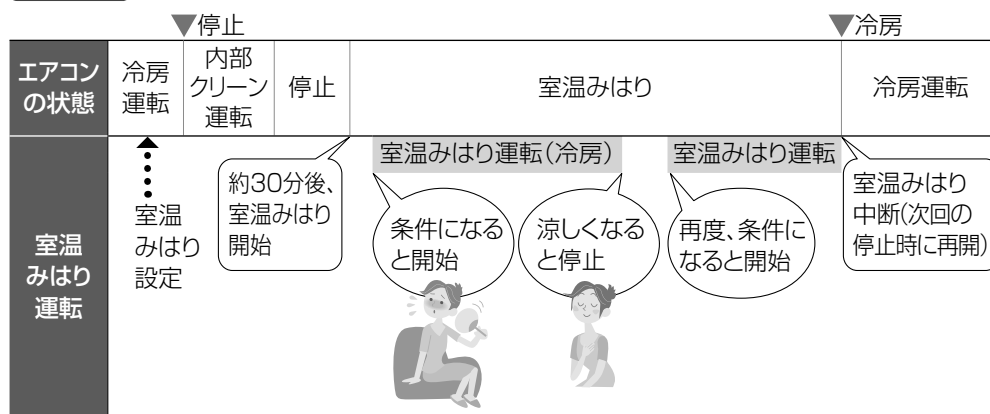 ▼停止
▼冷房
エアコン
の状態
冷房
運転
内部
クリーン
運転
停止
室温みはり
冷房運転
室温
みはり
運転
室温
みはり
設定
約30分後、
室温みはり
開始
室温みはり運転(冷房)
条件になる
と開始
涼しくなる
と停止
室温みはり運転
再度、条件に
なると開始
室温みはり
中断(次回の
停止時に再開)